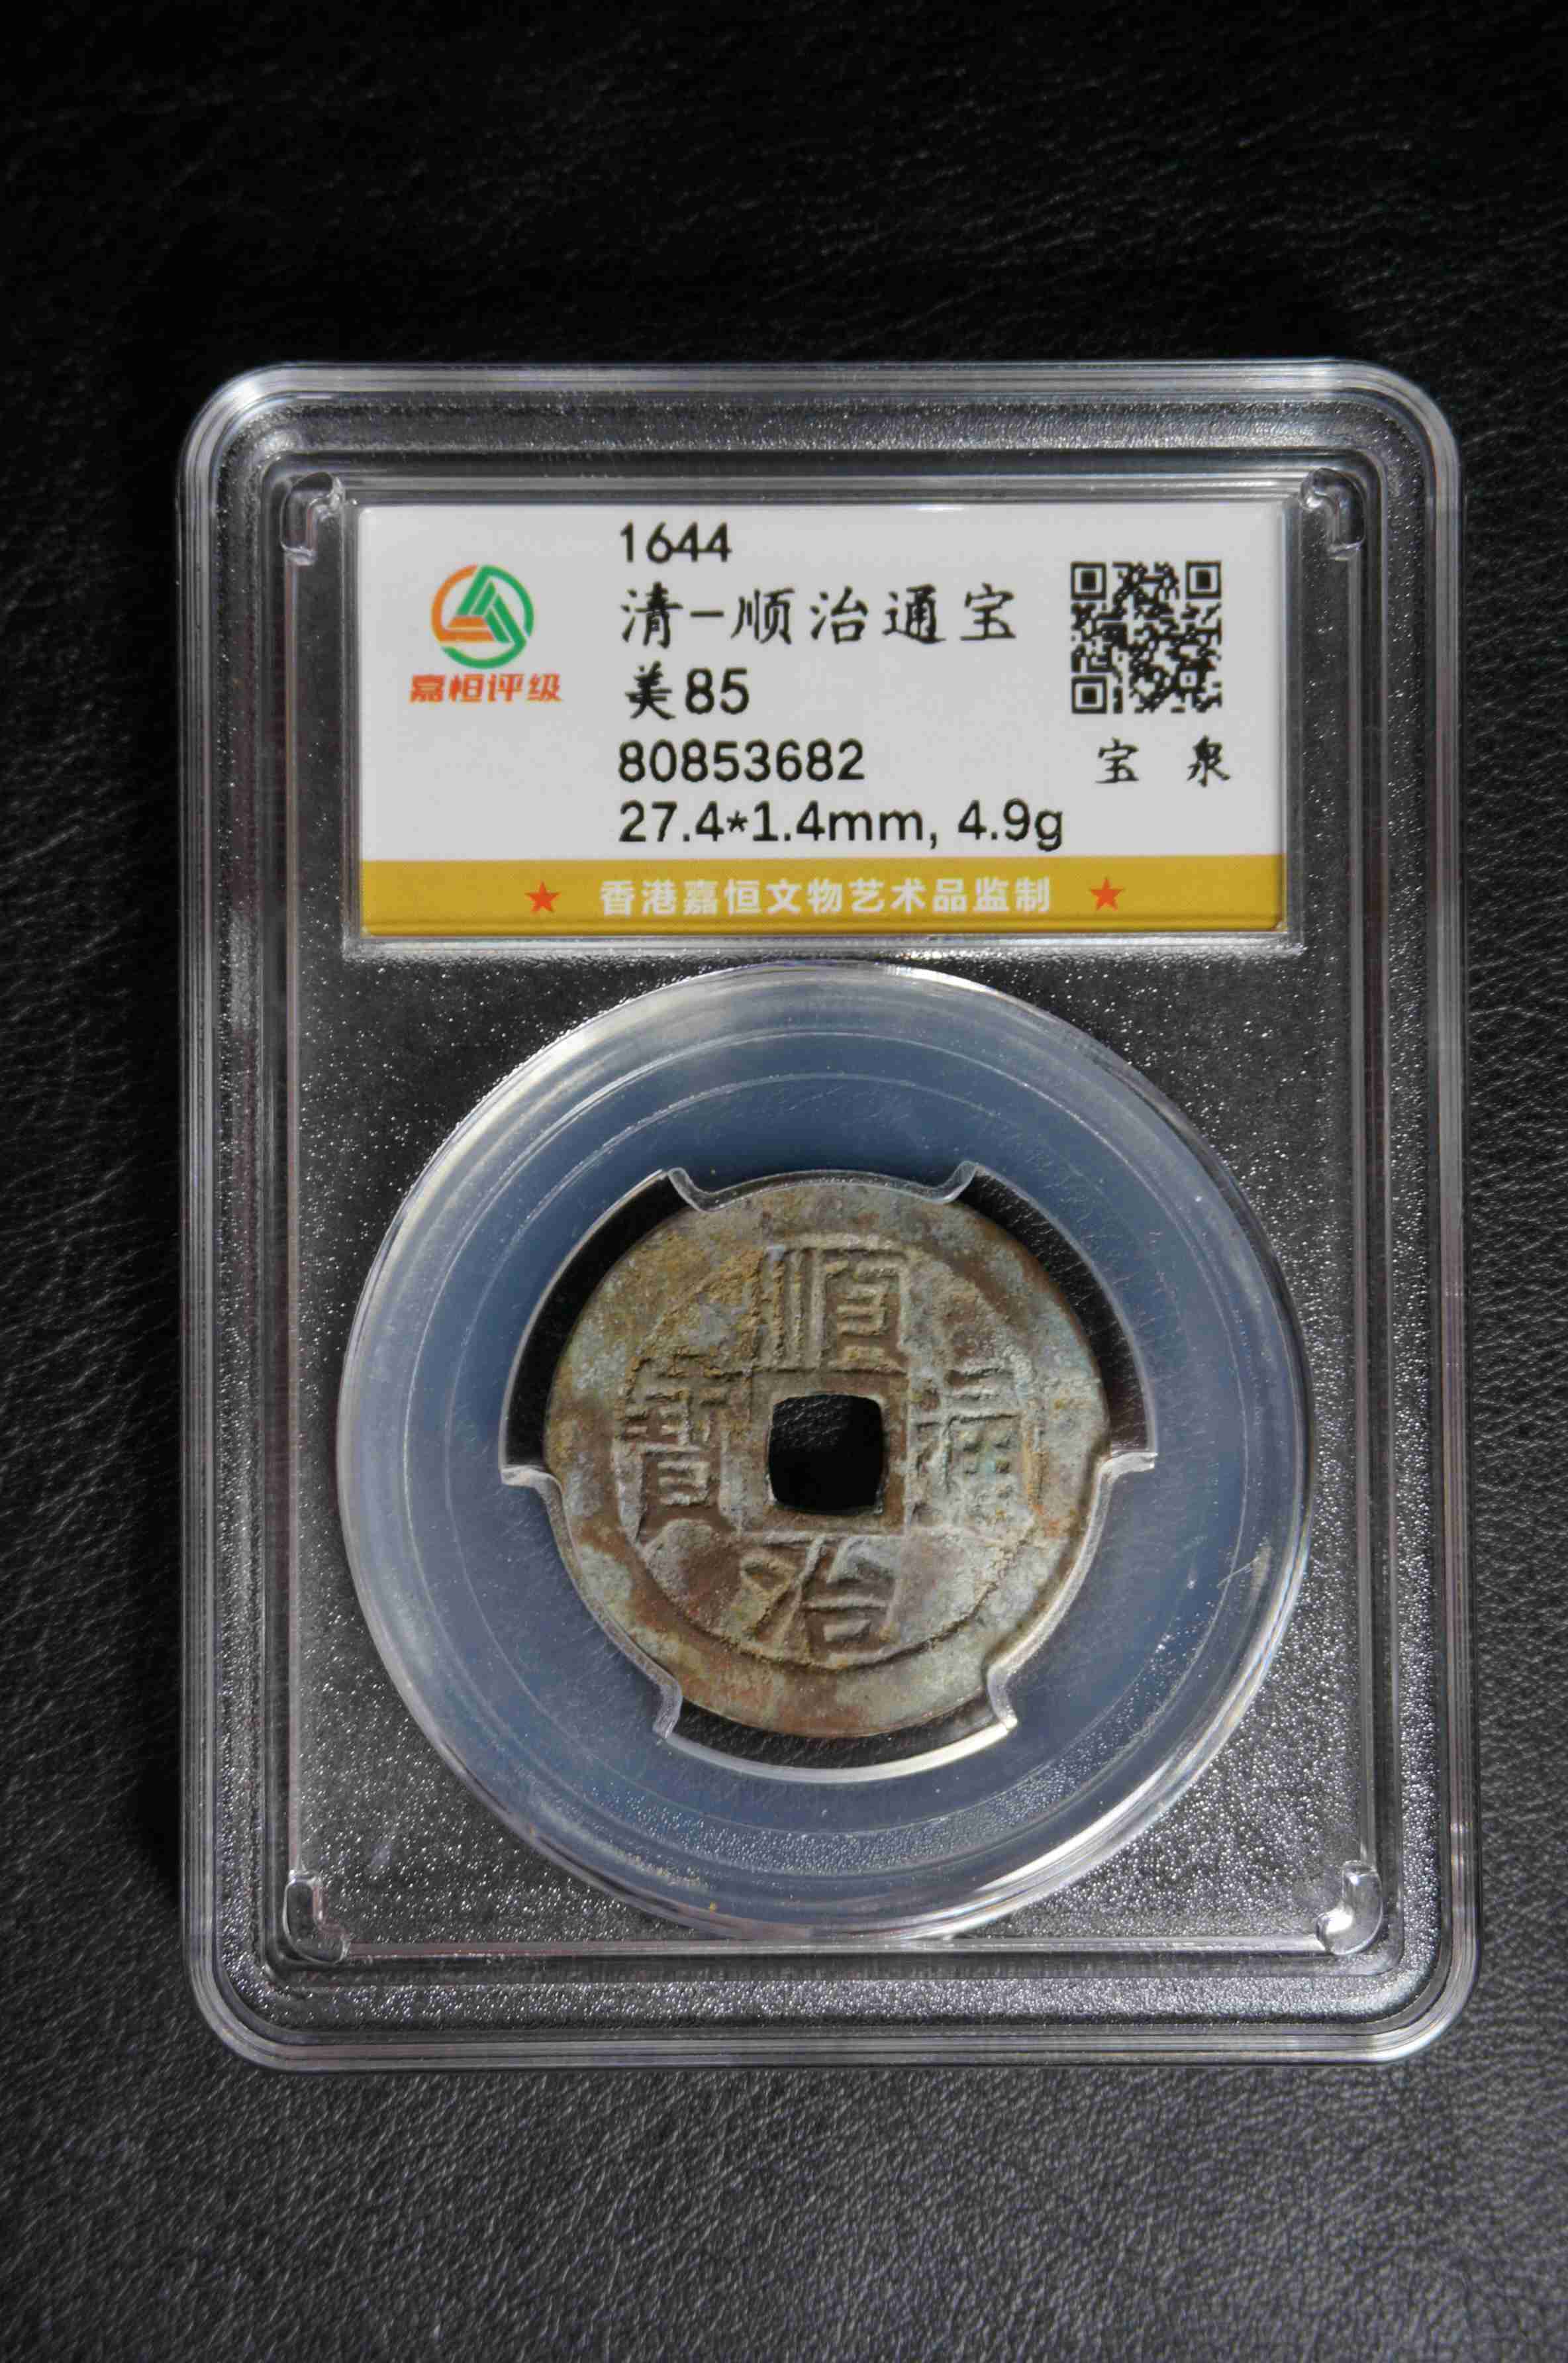 1644
清-顺治通宝
美85
80853682
27.4*1.4mm, 4.9g
嘉恒评级
宝 泉
香港嘉恒文物艺术品监制
順
寶 通
治